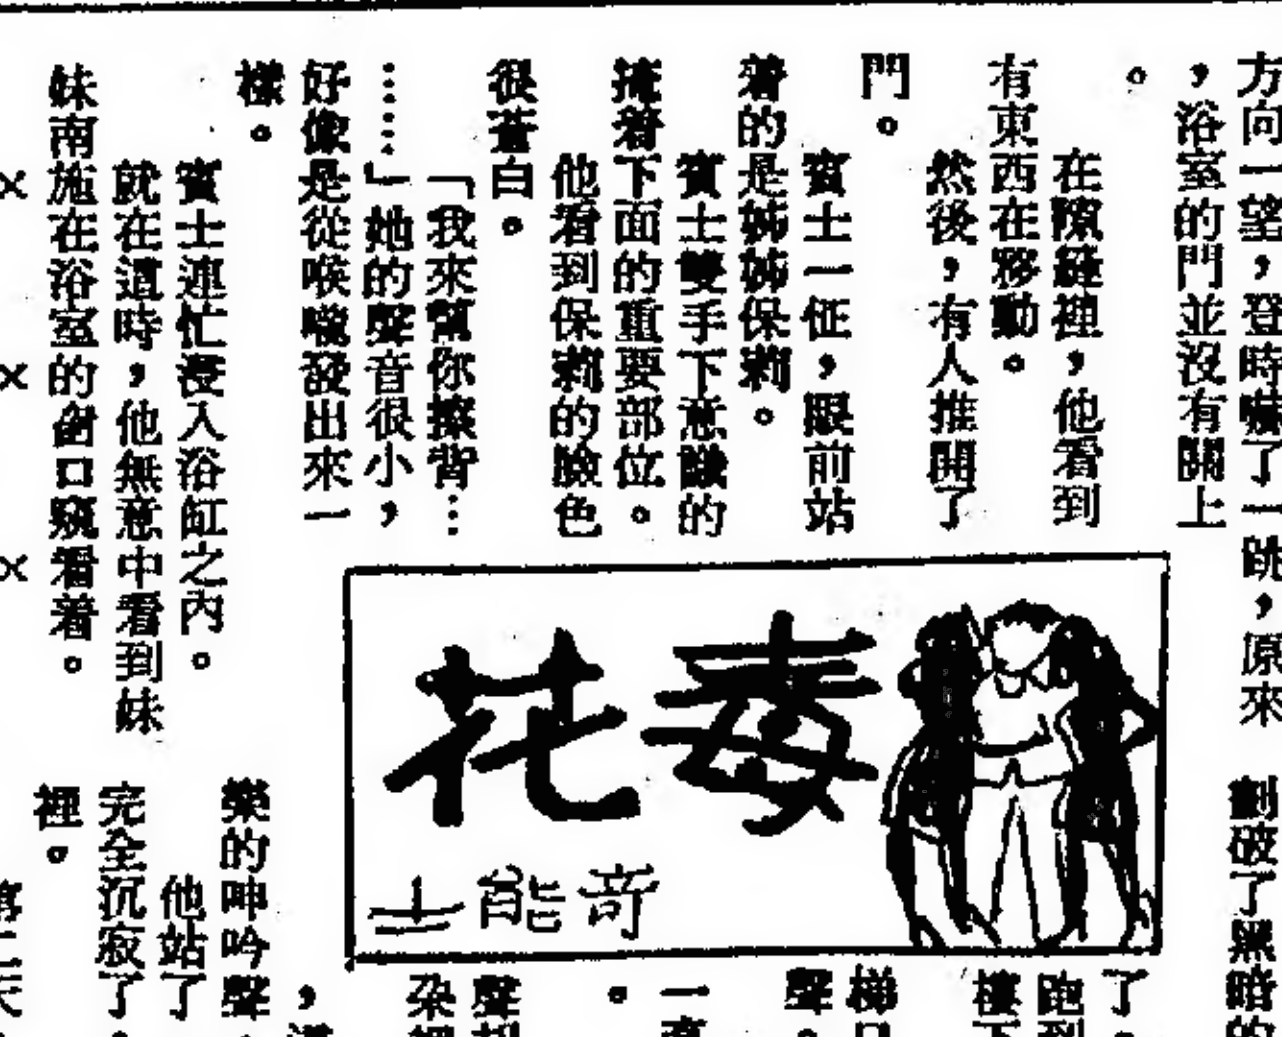 方向一望，登時嚇了一跳，原來
，浴室的門並沒有關上
。
在隙縫裡，他看到
有東西在移動。
然後，有人推開了
門。
賓士一怔，眼前站
着的是姊姊保莉。
賓士雙手下意識的
掩着下面的重要部位。
他看到保莉的臉色
很蒼白。
「我來幫你擦背…
……」她的聲音很小，
好像是從喉嚨發出來一
樣。
賓士連忙浸入浴缸之內。
就在這時，他無意中看到妹
妹南施在浴室的窗口窺看着。
× × ×
毒花
奇能士
劃破了黑暗的
了。
跑到
樓下
梯口
聲。
一直
。
聲
孕
，
樂的呻吟聲，
他站了
完全沉寂了，
裡。
第二天，